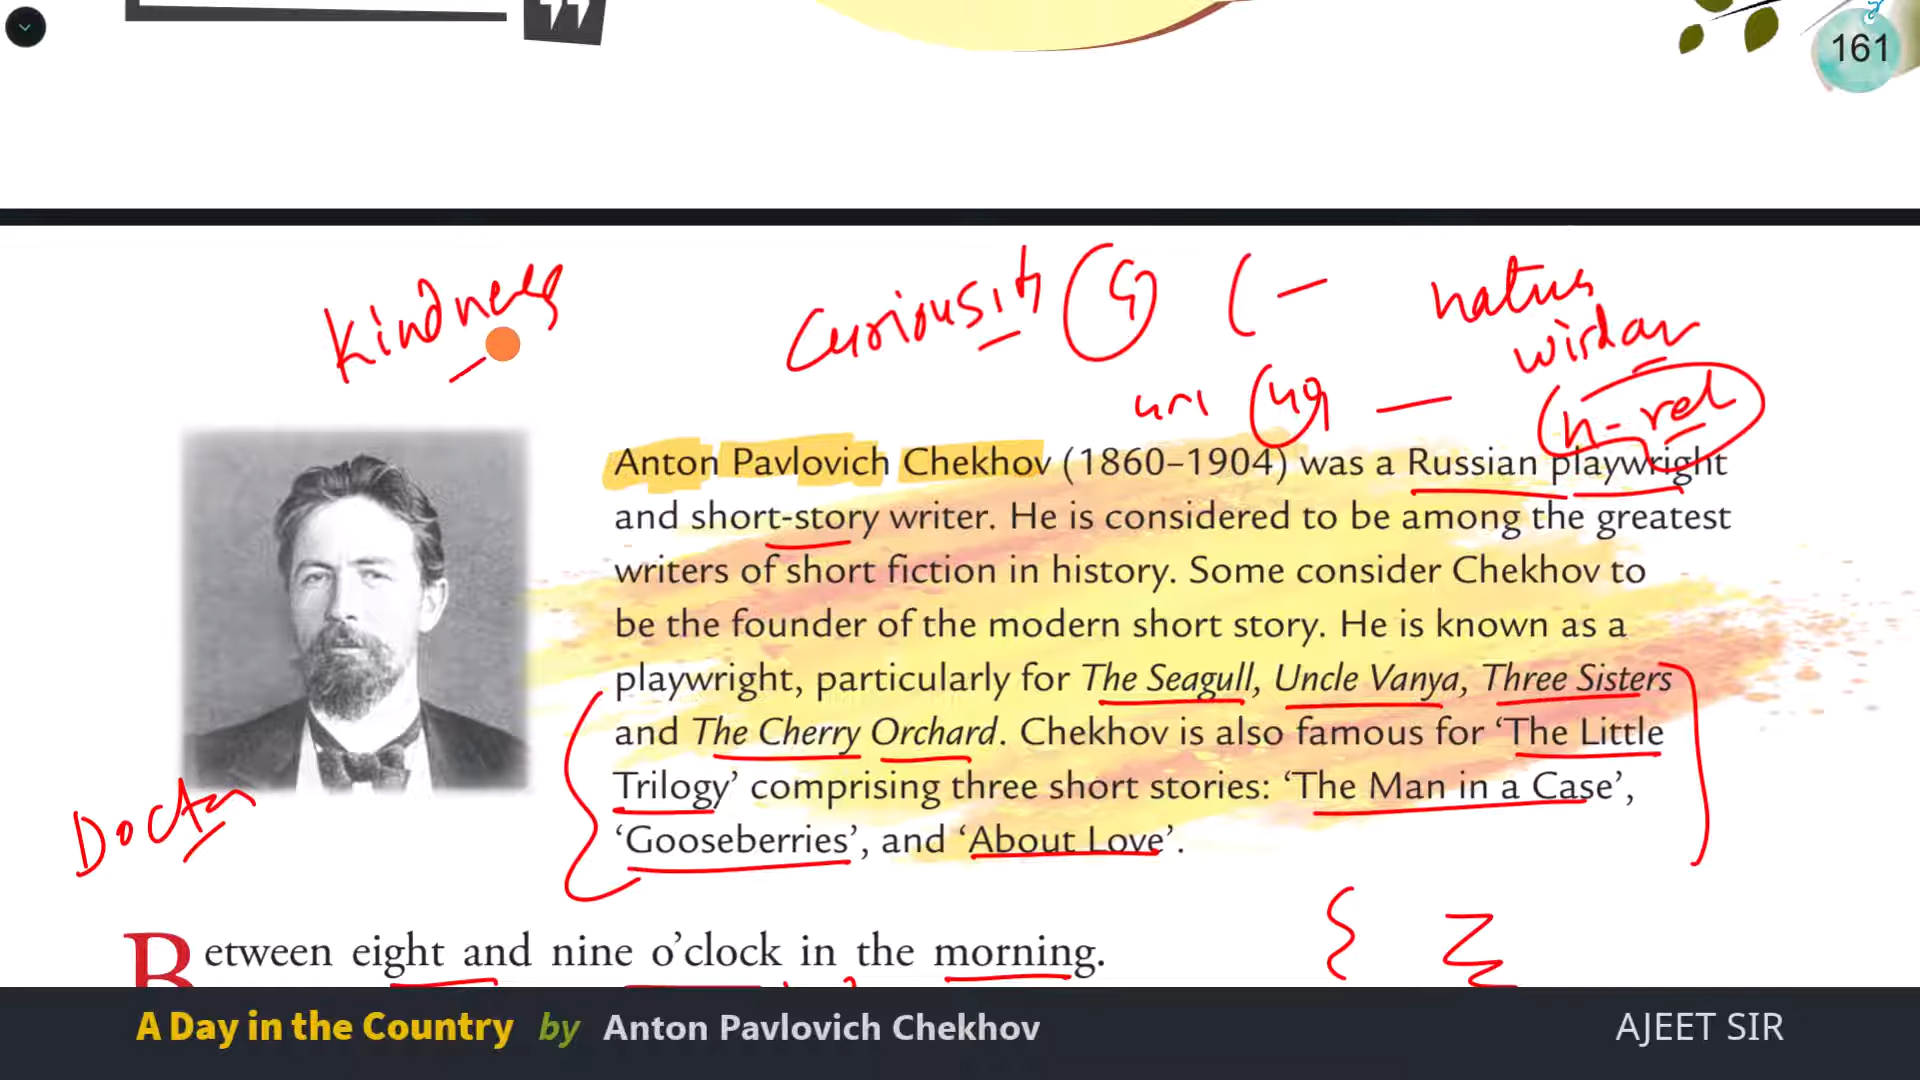 161
Kindness
Curiousity
natus
uni
Anton Pavlovich Chekhov (1860–1904) was a Russian playwright
and short-story writer. He is considered to be among the greatest
writers of short fiction in history. Some consider Chekhov to
be the founder of the modern short story. He is known as a
playwright, particularly for The Seagull, Uncle Vanya, Three Sisters
and The Cherry Orchard. Chekhov is also famous for ‘The Little
Trilogy’ comprising three short stories: ‘The Man in a Case’,
‘Gooseberries’, and ‘About Love’.
Doctor
Between eight and nine o’clock in the morning.
A Day in the Country by Anton Pavlovich Chekhov
AJEET SIR